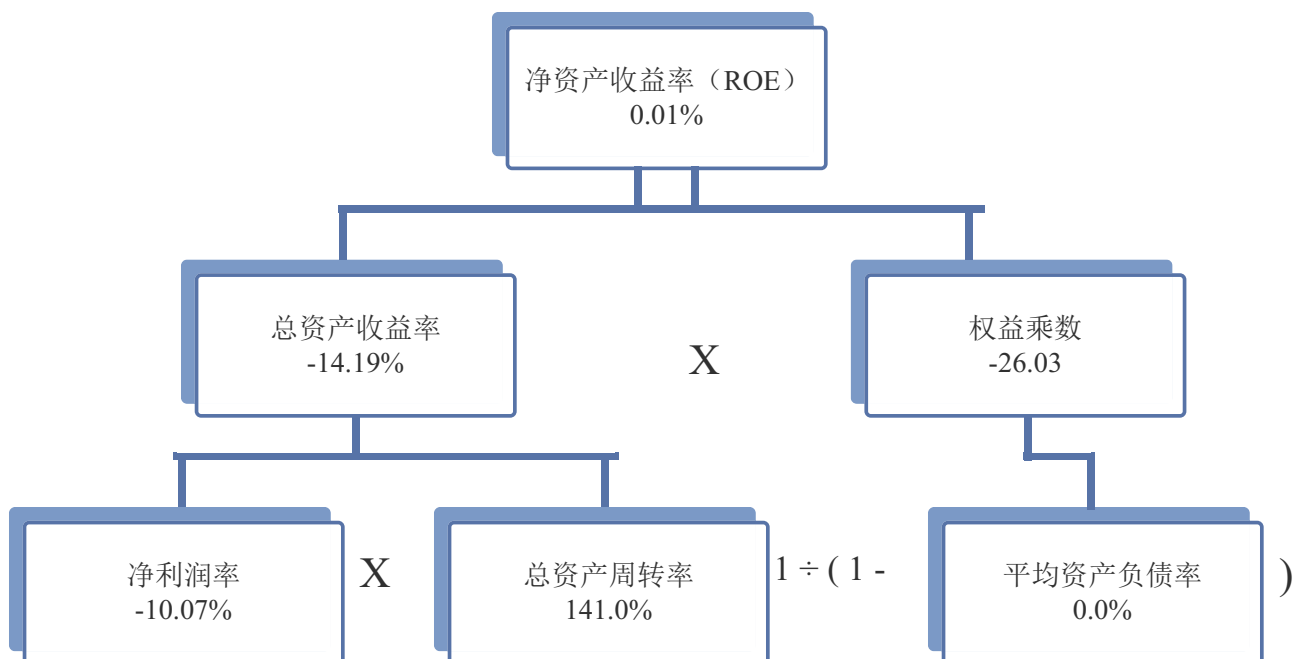 净资产收益率（ROE）
0.01%
总资产收益率
-14.19%
X
权益乘数
-26.03
净利润率
-10.07%
X
总资产周转率
141.0%
1 ÷ ( 1 -
平均资产负债率
0.0%
)